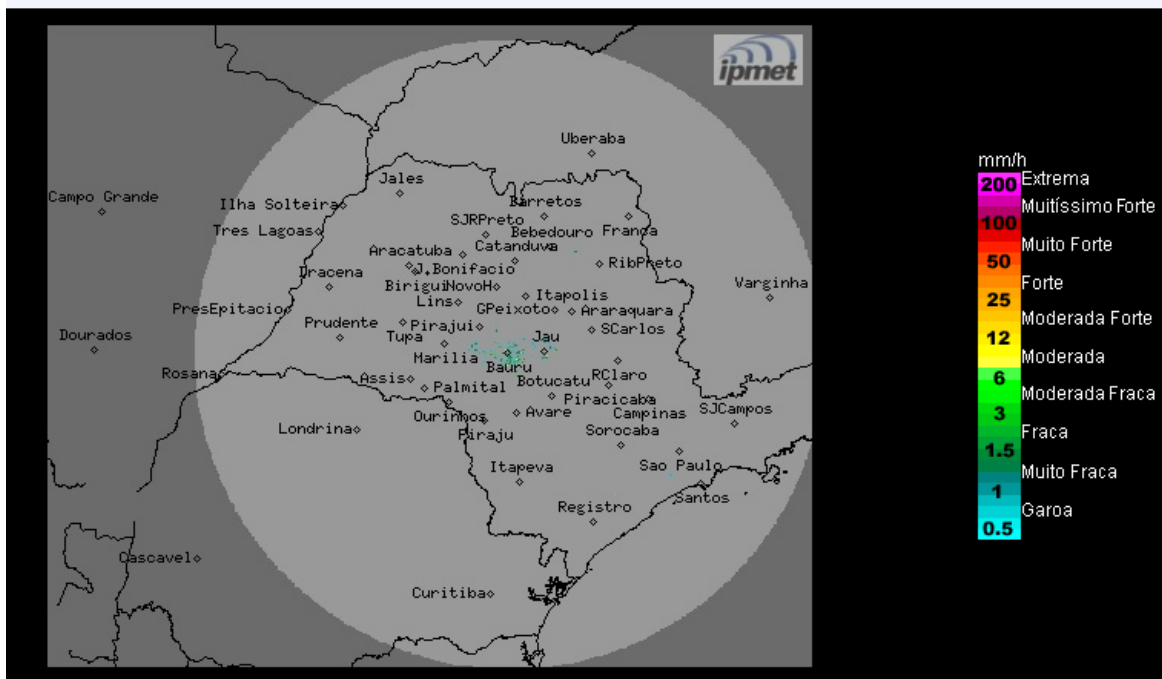 ipmet
Uberaba
Jales
Campo Grande
Ilha Solteira
Barretos
SJRPreto
Tres Lagoas
Bebedouro
Franca
Catanduva
Aracatuba
RibPreto
Dracena
J.Bonifacio
Birigui
NovoH
Varginha
Itapolis
Lins
PresEpitacio
GPeixoto
Araraquara
Prudente
Pirajui
SCarlos
Dourados
Tupa
Jau
Marilia
Bauru
Rosana
Assis
RClaro
Botucatu
Palmital
Piracicaba
SJCampos
Ourinhos
Avare
Campinas
Londrina
Piraju
Sorocaba
Itapeva
Sao Paulo
Santos
Registro
Cascavel
Curitiba
mm/h
200 Extrema
Muitíssimo Forte
100
Muito Forte
50
Forte
25
Moderada Forte
12
Moderada
6
Moderada Fraca
3
Fraca
1.5
Muito Fraca
1
Garoa
0.5